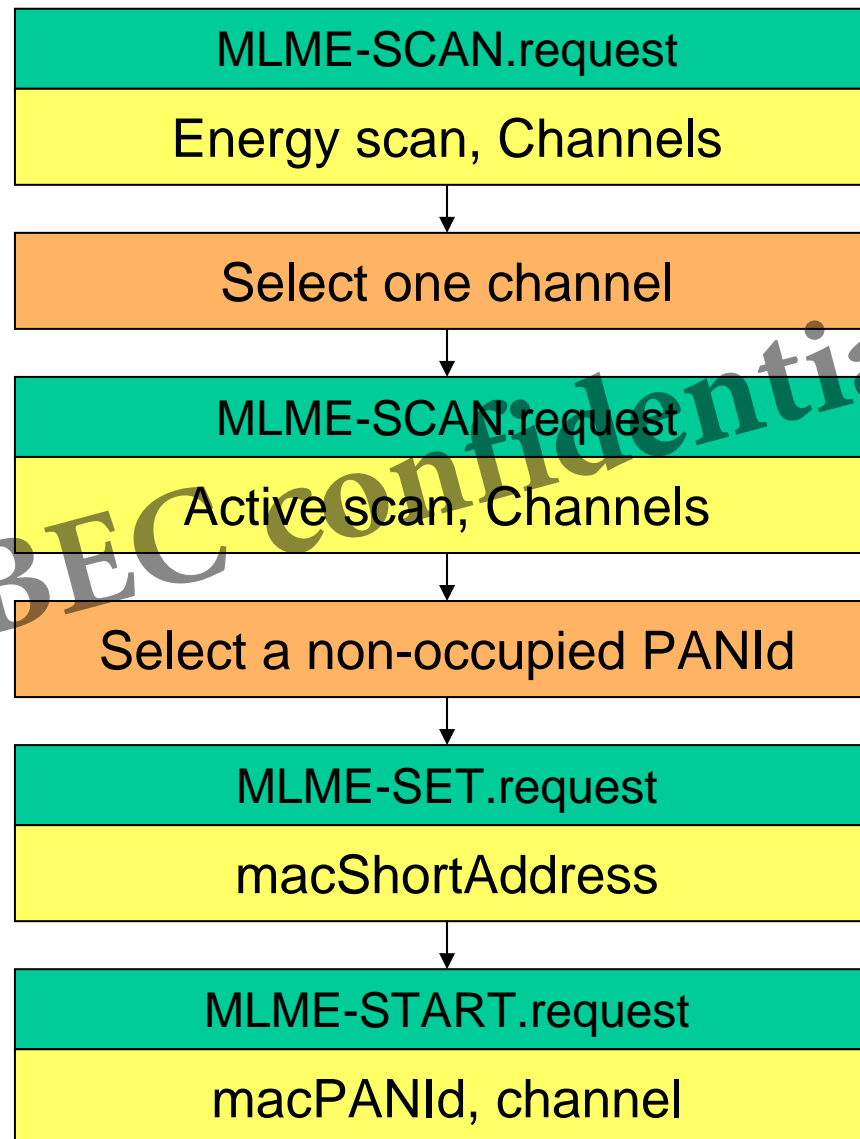 MLME-SCAN.request
Energy scan, Channels
Select one channel
MLME-SCAN.request
Active scan, Channels
BEC confidentia
Select a non-occupied PANId
MLME-SET.request
macShortAddress
MLME-START.request
macPANId, channel